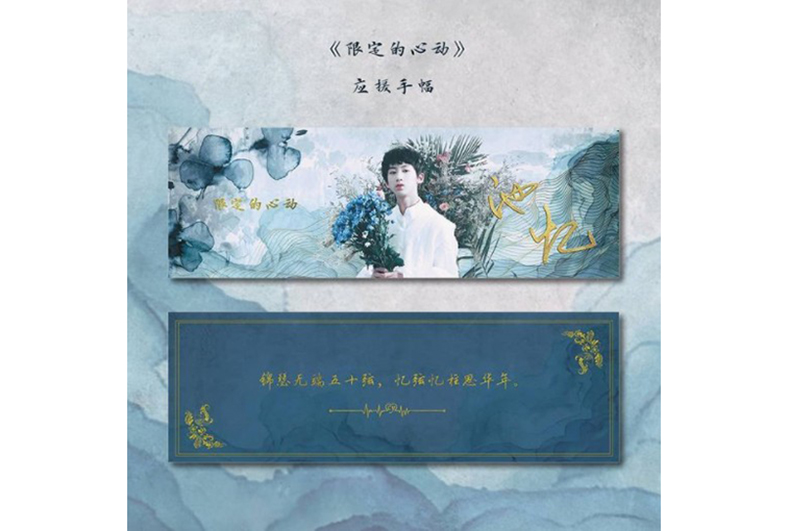 《限定的心动》
应援手幅
限定的心动
池忆
锦瑟无端五十弦，忆弦忆柱思华年。